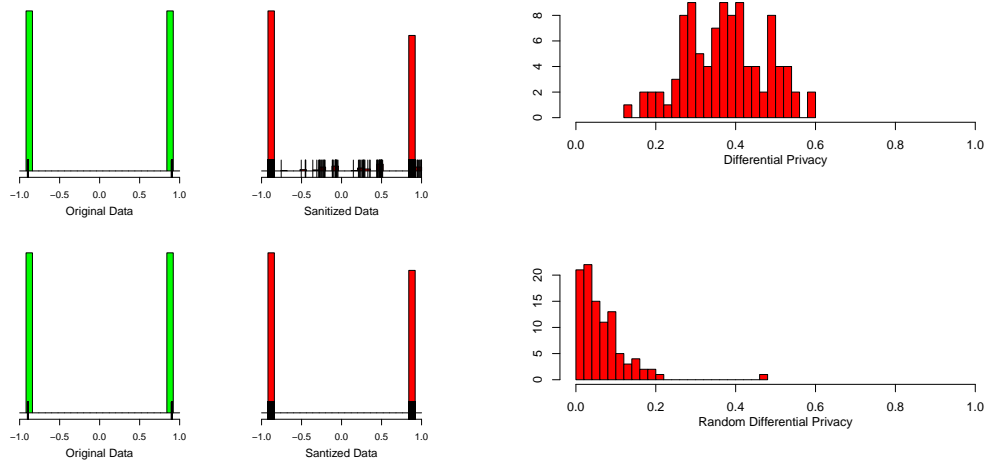 −1.0 −0.5 0.0 0.5 1.0
Original Data
−1.0 −0.5 0.0 0.5 1.0
Sanitized Data
0 2 4 6 8
0.0 0.2 0.4 0.6 0.8 1.0
Differential Privacy
−1.0 −0.5 0.0 0.5 1.0
Original Data
−1.0 −0.5 0.0 0.5 1.0
Santized Data
0 5 10 15 20
0.0 0.2 0.4 0.6 0.8 1.0
Random Differential Privacy